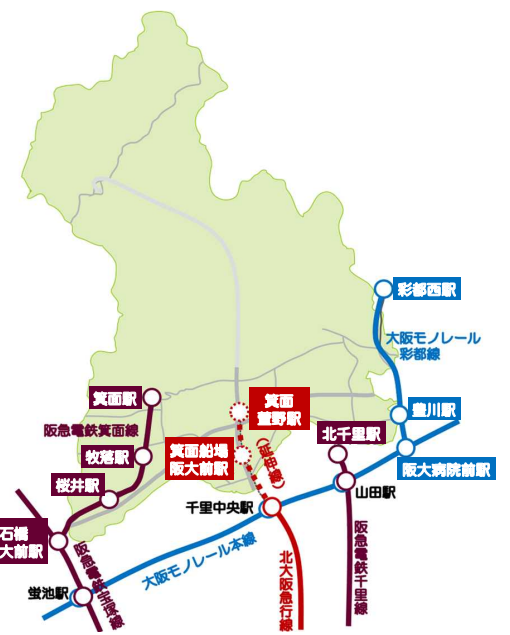 彩都西駅
大阪モノレール
彩都線
箕面駅
箕面
萱野駅
豊川駅
阪急電鉄箕面線
北千里駅
牧落駅
箕面船場
阪大前駅
(延伸線)
阪大病院前駅
桜井駅
山田駅
千里中央駅
石橋
大前駅
阪急電鉄宝塚線
大阪モノレール本線
北大阪急行線
阪急電鉄千里線
蛍池駅